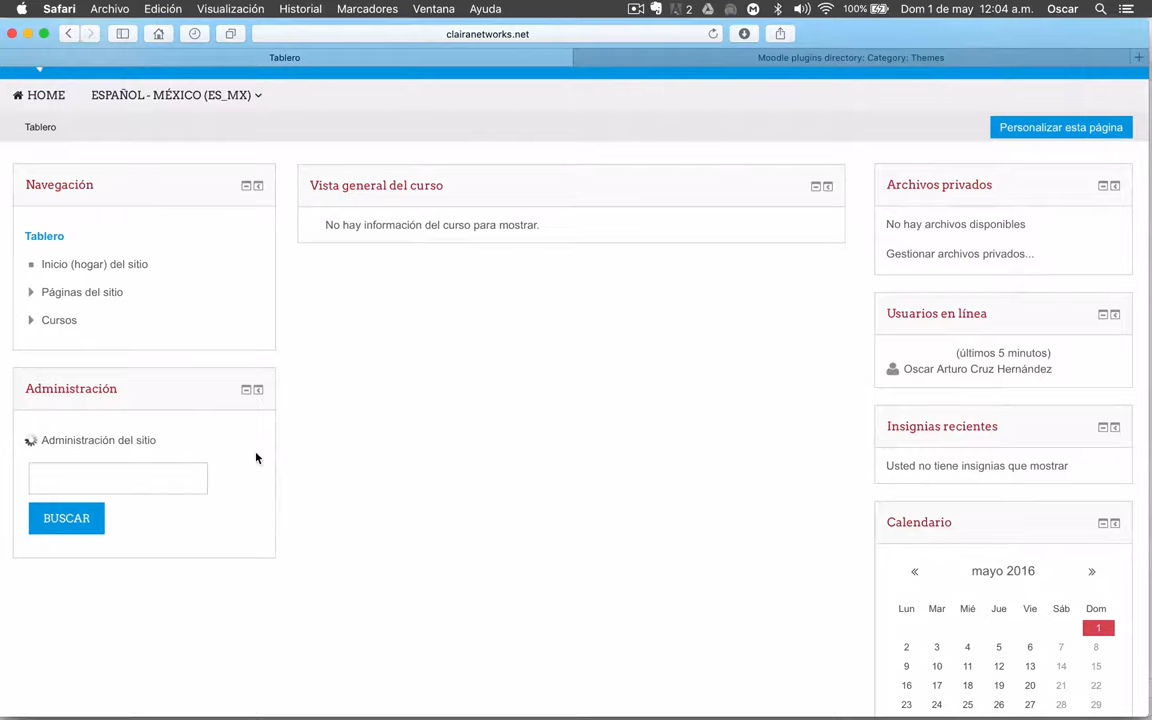 Safari Archivo Edición Visualización Historial Marcadores Ventana Ayuda 2 100% Dom 1 de may 12:04 a.m. Oscar
clairanetworks.net
Tablero Moodle plugins directory: Category: Themes
HOME ESPAÑOL - MÉXICO (ES_MX)
Tablero
Personalizar esta página
Navegación
Tablero
Inicio (hogar) del sitio
Páginas del sitio
Cursos
Administración
Administración del sitio
BUSCAR
Vista general del curso
No hay información del curso para mostrar.
Archivos privados
No hay archivos disponibles
Gestionar archivos privados...
Usuarios en línea
(últimos 5 minutos)
Oscar Arturo Cruz Hernández
Insignias recientes
Usted no tiene insignias que mostrar
Calendario
« mayo 2016 »
Lun Mar Mié Jue Vie Sáb Dom
1
2 3 4 5 6 7 8
9 10 11 12 13 14 15
16 17 18 19 20 21 22
23 24 25 26 27 28 29